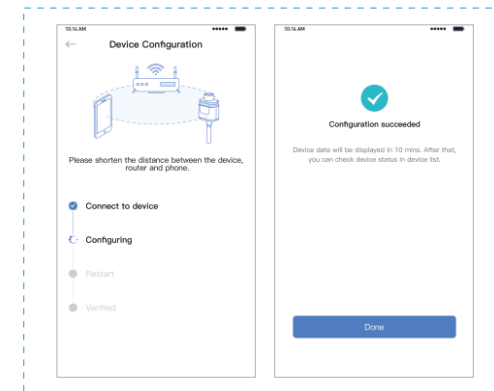 10:14 AM
Device Configuration
Please shorten the distance between the device,
router and phone.
Connect to device
Configuring
Restart
Verified
10:14 AM
Configuration succeeded
Device data will be displayed in 10 mins. After that,
you can check device status in device list.
Done